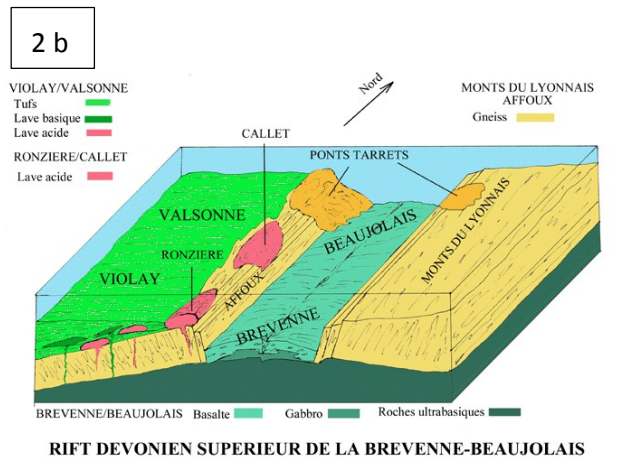 2 b
VIOLAY/VALSONNE
Tufs
Lave basique
Lave acide
RONZIERE/CALLET
Lave acide
Nord
MONTS DU LYONNAIS
AFFOUX
Gneiss
CALLET
PONTS TARRETS
VALSONNE
RONZIERE
VIOLAY
AFFOUX
BEAUJOLAIS
BREVENNE
MONTS DU LYONNAIS
BREVENNE/BEAUJOLAIS Basalte Gabbro Roches ultrabasiques
RIFT DEVONIEN SUPERIEUR DE LA BREVENNE-BEAUJOLAIS